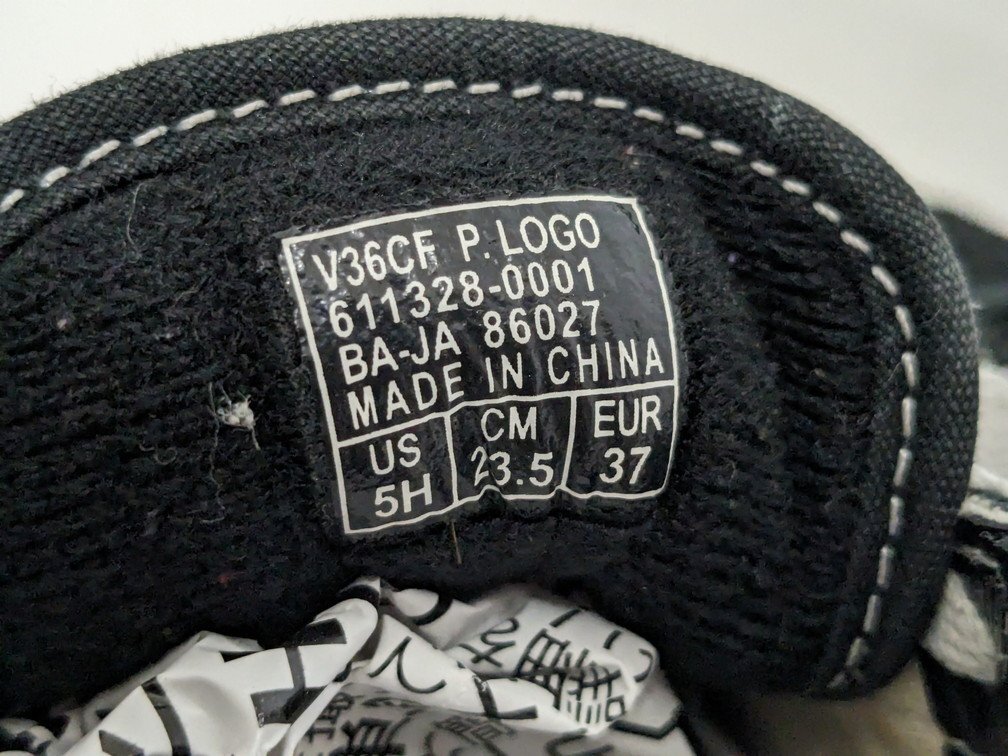 V36CF P.LOGO
611328-0001
BA-JA 86027
MADE IN CHINA
US CM EUR
5H 23.5 37